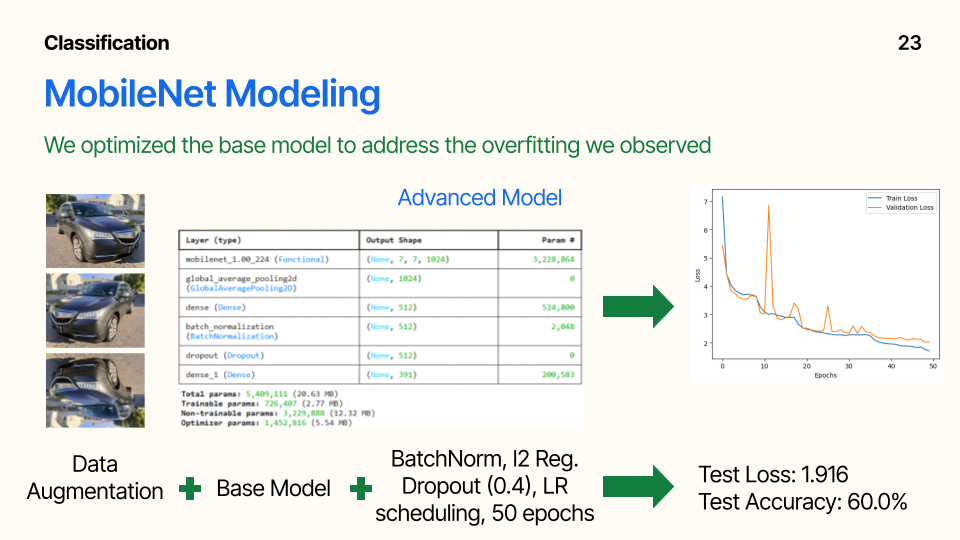 Classification
23
MobileNet Modeling
We optimized the base model to address the overfitting we observed
Advanced Model
Layer (type) Output Shape Param #
mobilenet_1.00_224 (Functional) (None, 7, 7, 1024) 3,228,864
global_average_pooling2d (None, 1024) 0
(GlobalAveragePooling2D)
dense (Dense) (None, 512) 524,800
batch_normalization (None, 512) 2,048
(BatchNormalization)
dropout (Dropout) (None, 512) 0
dense_1 (Dense) (None, 391) 200,583
Total params: 5,409,111 (20.63 MB)
Trainable params: 726,407 (2.77 MB)
Non-trainable params: 3,229,888 (12.32 MB)
Optimizer params: 1,452,816 (5.54 MB)
Train Loss
Validation Loss
7
6
5
4
3
2
Loss
0 10 20 30 40 50
Epochs
Data
Augmentation
Base Model
BatchNorm, l2 Reg.
Dropout (0.4), LR
scheduling, 50 epochs
Test Loss: 1.916
Test Accuracy: 60.0%